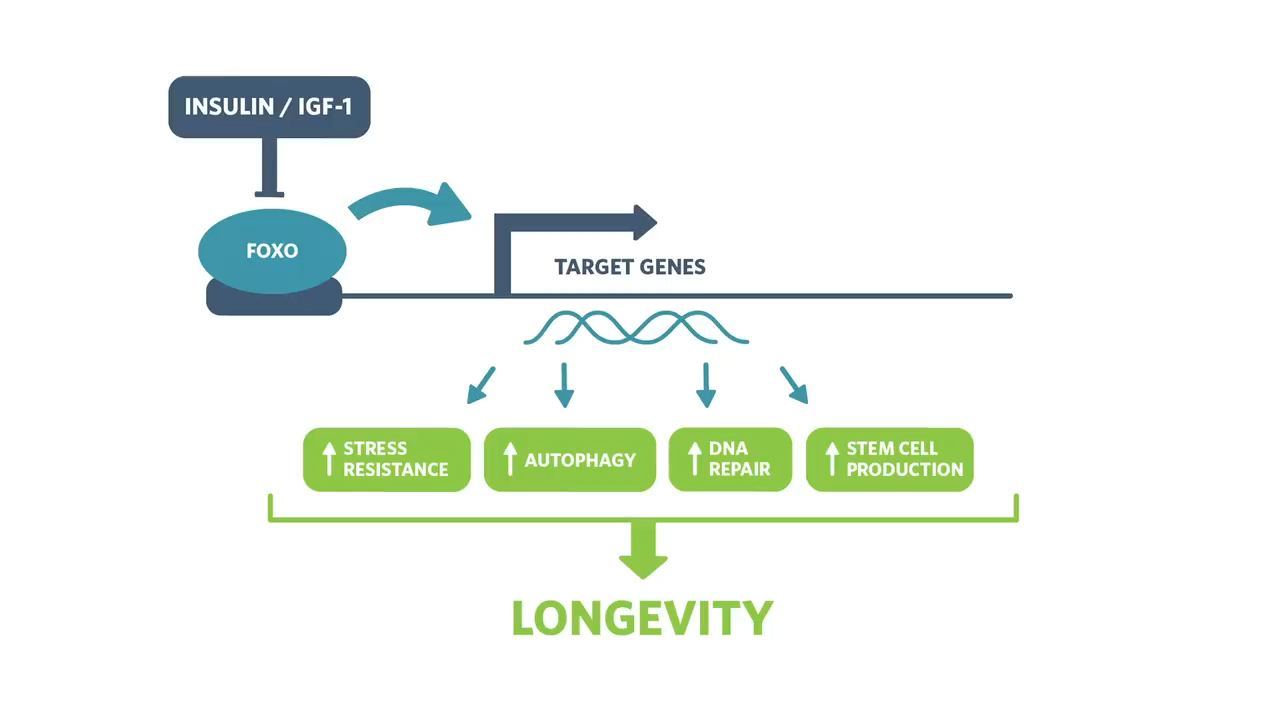 INSULIN / IGF-1
FOXO
TARGET GENES
STRESS
RESISTANCE
AUTOPHAGY
DNA
REPAIR
STEM CELL
PRODUCTION
LONGEVITY